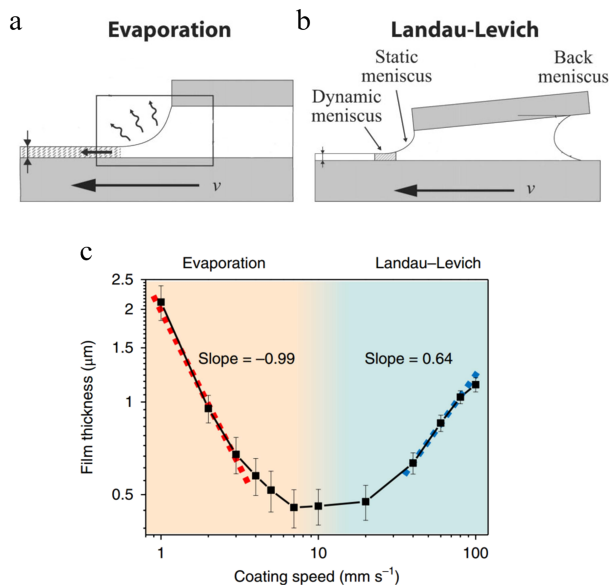 a
Evaporation
v
b
Landau-Levich
Static
meniscus
Back
meniscus
Dynamic
meniscus
v
c
Evaporation
Landau–Levich
2.5
2
1.5
1
0.5
Slope = –0.99
Slope = 0.64
Film thickness (μm)
1
10
100
Coating speed (mm s⁻¹)